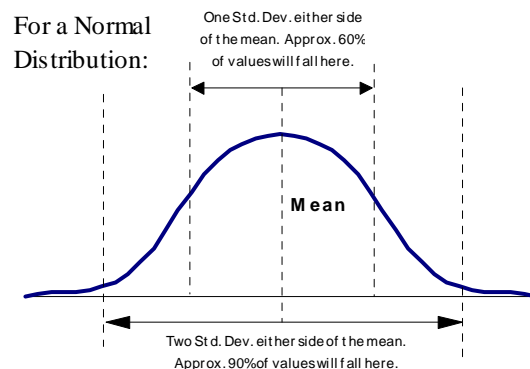 For a Normal
Distribution:
One Std. Dev. either side
of the mean. Approx. 60%
of values will fall here.
Mean
Two Std. Dev. either side of the mean.
Approx. 90% of values will fall here.